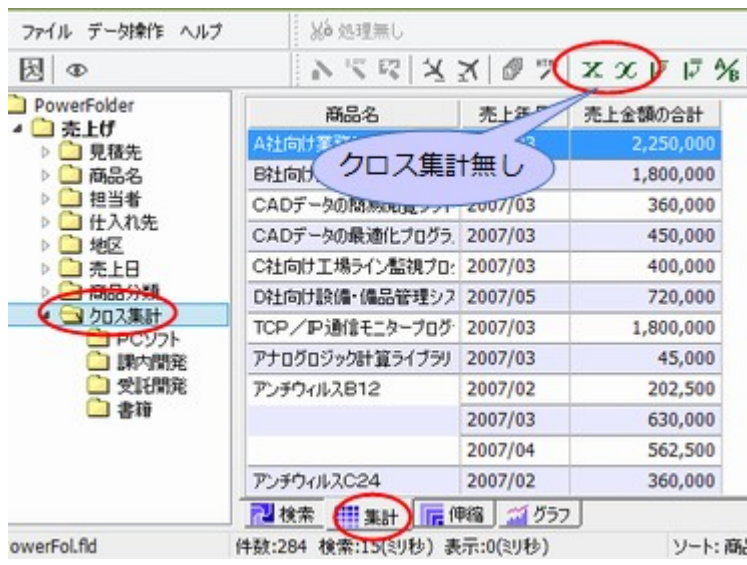 ファイル データ操作 ヘルプ
処理無し
PowerFolder
売上げ
見積先
商品名
担当者
仕入れ先
地区
売上日
商品分類
クロス集計
PCソフト
課内開発
受託開発
書籍
クロス集計無し
商品名 売上金額の合計
A社向け 2,250,000
B社向け 1,800,000
CADデータの 2007/03 360,000
CADデータの最適化プログラ 2007/03 450,000
C社向け工場ライン監視プロ 2007/03 400,000
D社向け設備・備品管理シス 2007/05 720,000
TCP/IP通信モニタープログ 2007/03 1,800,000
アナログロジック計算ライブラリ 2007/03 45,000
アンチウィルスB12 2007/02 202,500
2007/03 630,000
2007/04 562,500
アンチウィルスC24 2007/02 360,000
検索 集計 伸縮 グラフ
owerFol.fld 件数:284 検索:15(ミリ秒) 表示:0(ミリ秒) ソート: 商品